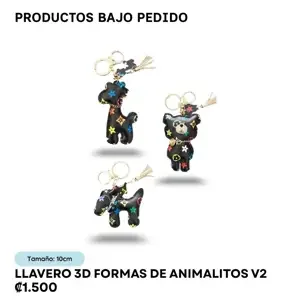 PRODUCTOS BAJO PEDIDO
Tamaño: 10cm
LLAVERO 3D FORMAS DE ANIMALITOS V2
₡1.500